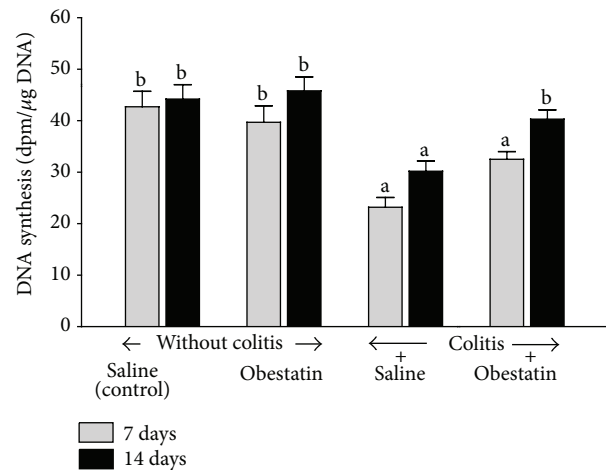 DNA synthesis (dpm/μg DNA)
60
50
40
30
20
10
0
b b b b a a a b
← Without colitis →
Saline
(control)
Obestatin
← Colitis →
+
Saline
+
Obestatin
7 days
14 days